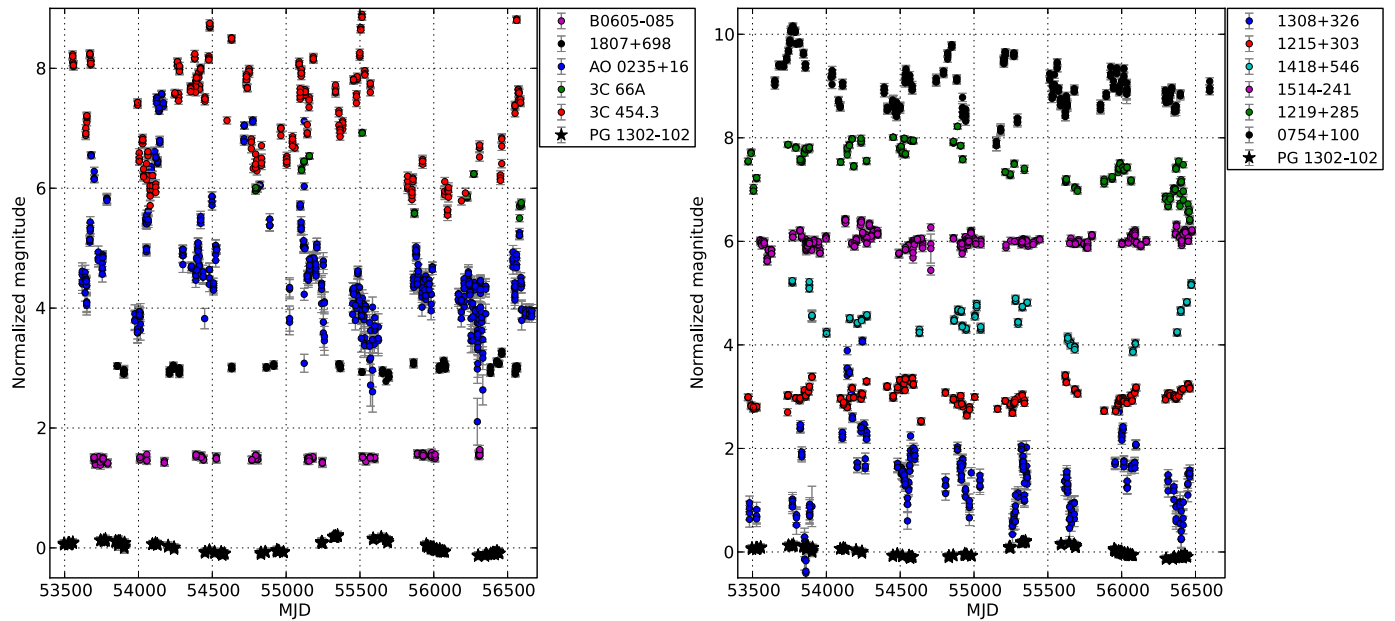 B0605-085
1807+698
AO 0235+16
3C 66A
3C 454.3
PG 1302-102
Normalized magnitude
8
6
4
2
0
53500 54000 54500 55000 55500 56000 56500
MJD
1308+326
1215+303
1418+546
1514-241
1219+285
0754+100
PG 1302-102
Normalized magnitude
10
8
6
4
2
0
53500 54000 54500 55000 55500 56000 56500
MJD